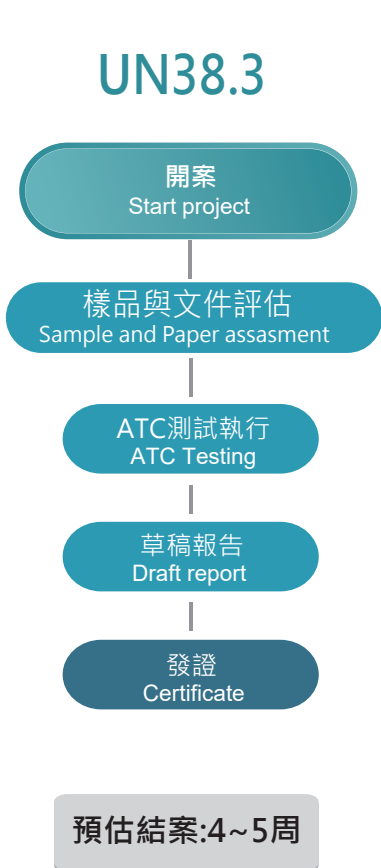 UN38.3
開案
Start project
樣品與文件評估
Sample and Paper assasment
ATC測試執行
ATC Testing
草稿報告
Draft report
發證
Certificate
預估結案:4~5周